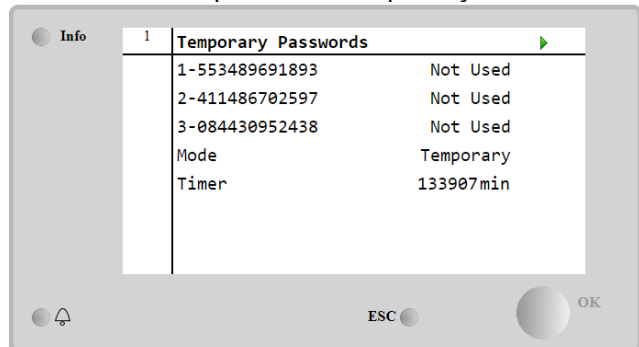 Info
1 Temporary Passwords
1-553489691893 Not Used
2-411486702597 Not Used
3-084430952438 Not Used
Mode Temporary
Timer 133907min
ESC
OK